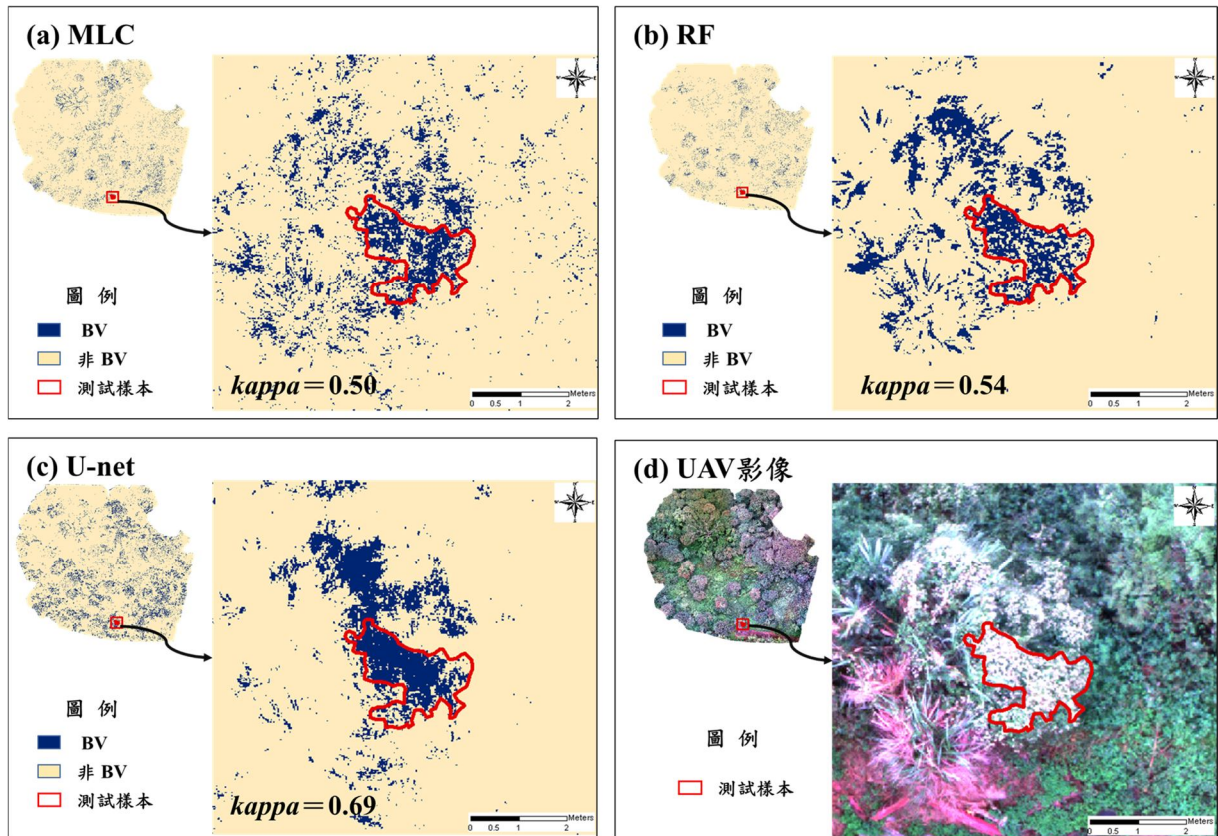 (a) MLC
圖 例
BV
非 BV
測試樣本
kappa＝0.50
Meters
0 0.5 1 2
(b) RF
圖 例
BV
非 BV
測試樣本
kappa＝0.54
Meters
0 0.5 1 2
(c) U-net
圖 例
BV
非 BV
測試樣本
kappa＝0.69
Meters
0 0.5 1 2
(d) UAV影像
圖 例
測試樣本
Meters
0 0.5 1 2